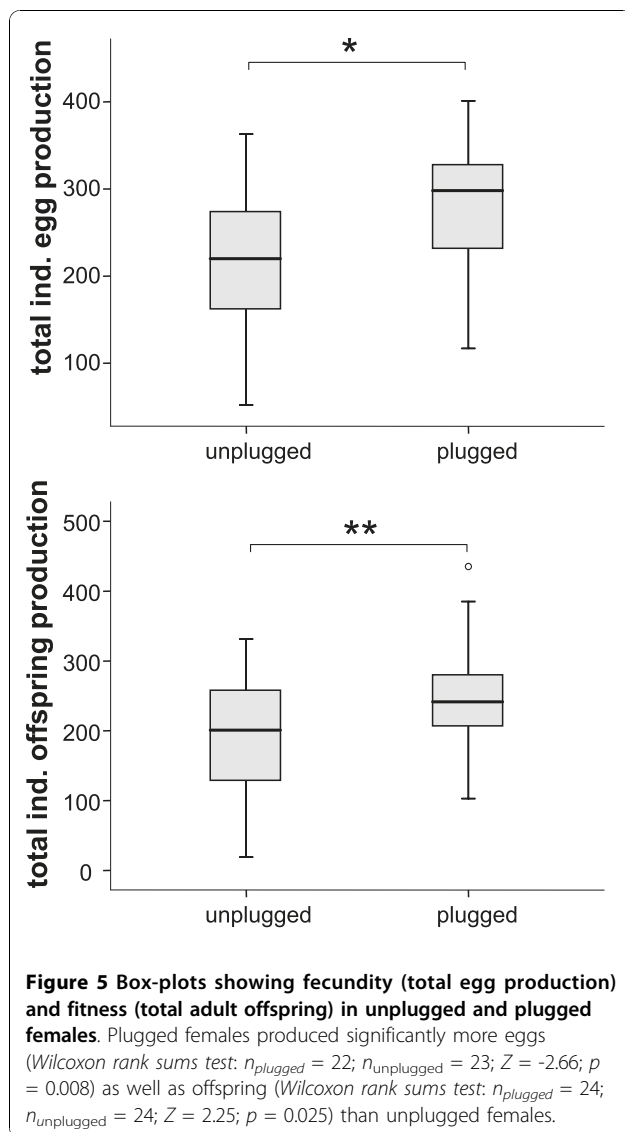 total ind. egg production
*
400
300
200
100
unplugged plugged
total ind. offspring production
**
500
400
300
200
100
0
unplugged plugged
Figure 5 Box-plots showing fecundity (total egg production)
and fitness (total adult offspring) in unplugged and plugged
females. Plugged females produced significantly more eggs
(Wilcoxon rank sums test: nplugged = 22; nunplugged = 23; Z = -2.66; p
= 0.008) as well as offspring (Wilcoxon rank sums test: nplugged = 24;
nunplugged = 24; Z = 2.25; p = 0.025) than unplugged females.